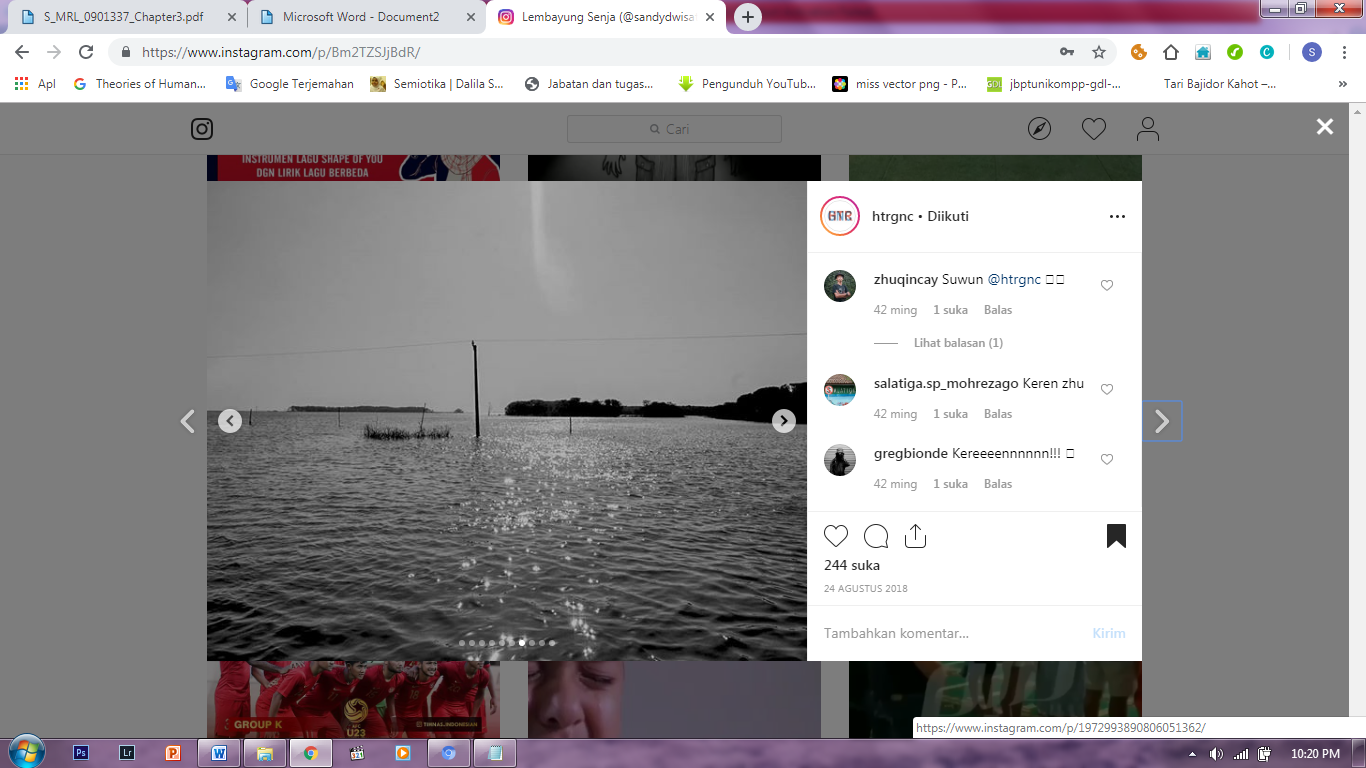 S_MRL_0901337_Chapter3.pdf
Microsoft Word - Document2
Lembayung Senja (@sandydwisa
https://www.instagram.com/p/Bm2TZSJjBdR/
S
Apl
Theories of Human...
Google Terjemahan
Semiotika | Dalila S...
Jabatan dan tugas...
Pengunduh YouTub...
miss vector png - P...
jbptunikompp-gdl-...
Tari Bajidor Kahot –...
»
Cari
INSTRUMEN LAGU SHAPE OF YOU
DGN LIRIK LAGU BERBEDA
htrgnc • Diikuti
zhuqincay Suwun @htrgnc
42 ming 1 suka Balas
Lihat balasan (1)
salatiga.sp_mohrezago Keren zhu
42 ming 1 suka Balas
gregbionde Kereeeennnnnn!!!
42 ming 1 suka Balas
244 suka
24 AGUSTUS 2018
Tambahkan komentar...
Kirim
GROUP K
U23
https://www.instagram.com/p/1972993890806051362/
Ps
Lr
P
W
10:20 PM